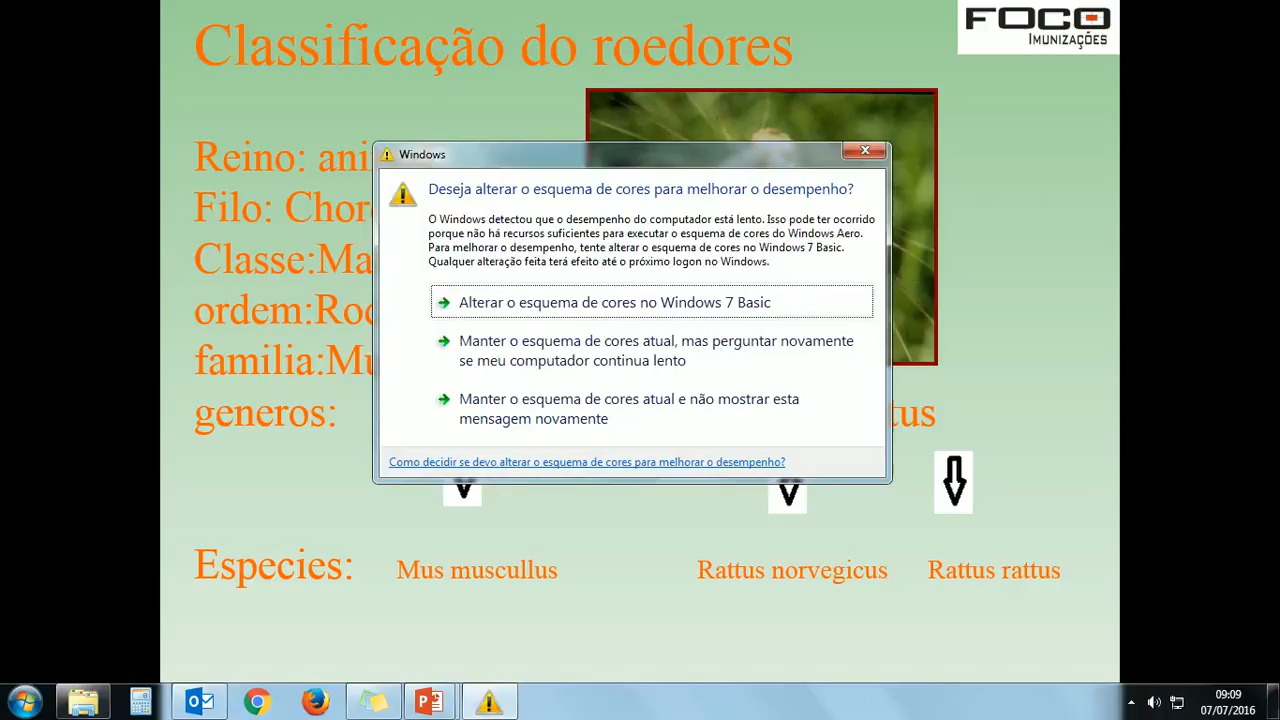 Classificação do roedores
FOCO
IMUNIZAÇÕES
Reino: ani
Filo: Chor
Classe:Ma
ordem:Ro
familia:Mu
generos:
tus
Windows
Deseja alterar o esquema de cores para melhorar o desempenho?
O Windows detectou que o desempenho do computador está lento. Isso pode ter ocorrido
porque não há recursos suficientes para executar o esquema de cores do Windows Aero.
Para melhorar o desempenho, tente alterar o esquema de cores no Windows 7 Basic.
Qualquer alteração feita terá efeito até o próximo logon no Windows.
Alterar o esquema de cores no Windows 7 Basic
Manter o esquema de cores atual, mas perguntar novamente
se meu computador continua lento
Manter o esquema de cores atual e não mostrar esta
mensagem novamente
Como decidir se devo alterar o esquema de cores para melhorar o desempenho?
Especies: Mus muscullus Rattus norvegicus Rattus rattus
09:09
07/07/2016